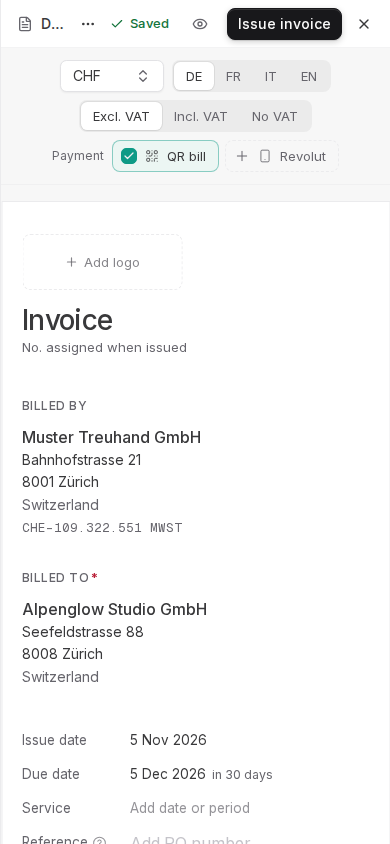 D... ... Saved Issue invoice
CHF DE FR IT EN
Excl. VAT Incl. VAT No VAT
Payment QR bill + Revolut
+ Add logo
Invoice
No. assigned when issued
BILLED BY
Muster Treuhand GmbH
Bahnhofstrasse 21
8001 Zürich
Switzerland
CHE-109.322.551 MWST
BILLED TO*
Alpenglow Studio GmbH
Seefeldstrasse 88
8008 Zürich
Switzerland
Issue date 5 Nov 2026
Due date 5 Dec 2026 in 30 days
Service Add date or period
Reference ? Add PO number